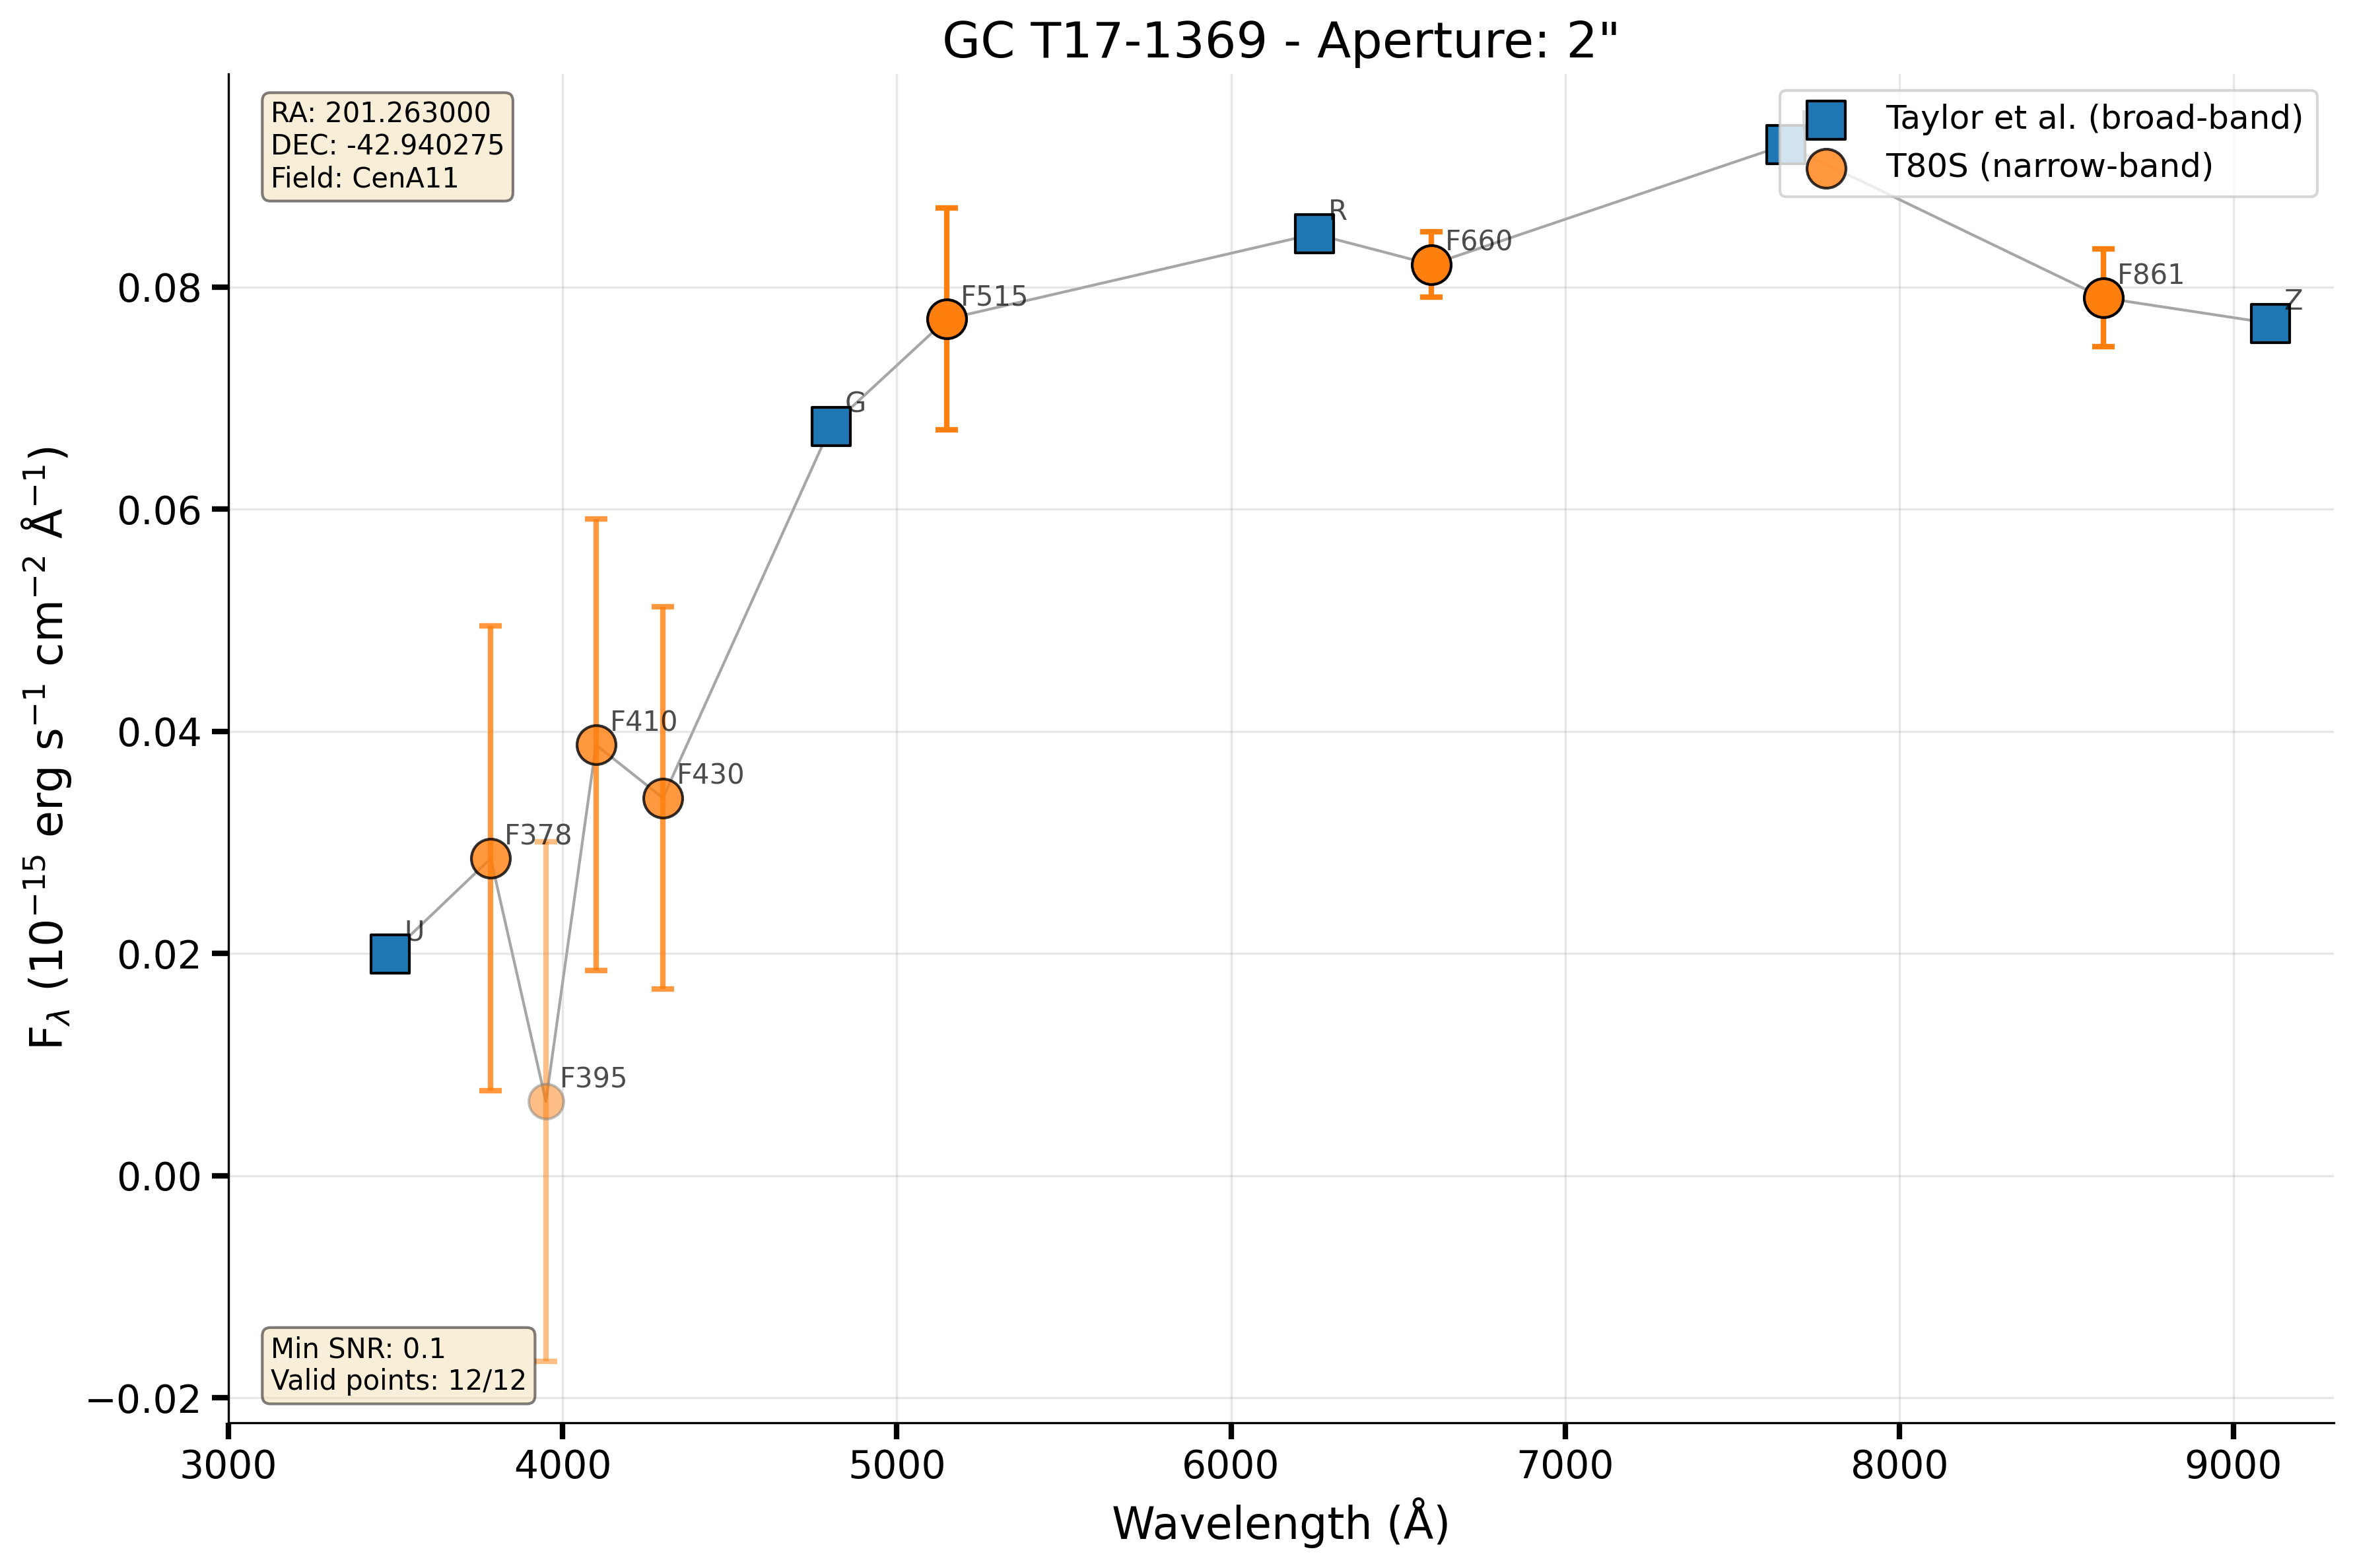 GC T17-1369 - Aperture: 2"
RA: 201.263000
DEC: -42.940275
Field: CenA11
Taylor et al. (broad-band)
T80S (narrow-band)
R
F660
F515
F861
Z
G
F410
F430
F378
U
F395
0.08
0.06
0.04
0.02
0.00
−0.02
Fλ (10⁻¹⁵ erg s⁻¹ cm⁻² Å⁻¹)
Min SNR: 0.1
Valid points: 12/12
3000 4000 5000 6000 7000 8000 9000
Wavelength (Å)